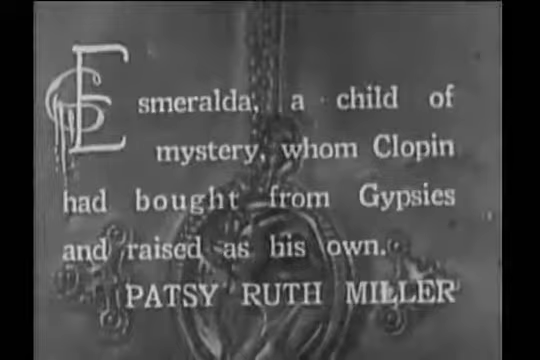 Esmeralda, a child of
mystery, whom Clopin
had bought from Gypsies
and raised as his own.
PATSY RUTH MILLER